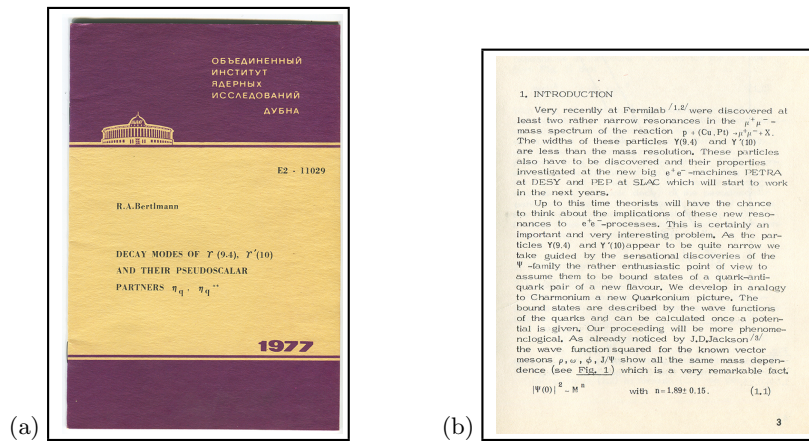 ОБЪЕДИНЕННЫЙ
ИНСТИТУТ
ЯДЕРНЫХ
ИССЛЕДОВАНИЙ
ДУБНА
E2 - 11029
R.A.Bertlmann
DECAY MODES OF ϒ (9.4), ϒ′(10)
AND THEIR PSEUDOSCALAR
PARTNERS η_q , η_q″
1977
(a)
1. INTRODUCTION
Very recently at Fermilab /1,2/ were discovered at
least two rather narrow resonances in the μ⁺μ⁻ -
mass spectrum of the reaction p + (Cu, Pt) → μ⁺μ⁻ + X.
The widths of these particles ϒ(9.4) and ϒ′(10)
are less than the mass resolution. These particles
also have to be discovered and their properties
investigated at the new big e⁺e⁻-machines PETRA
at DESY and PEP at SLAC which will start to work
in the next years.
Up to this time theorists will have the chance
to think about the implications of these new reso-
nances to e⁺e⁻-processes. This is certainly an
important and very interesting problem. As the par-
ticles ϒ(9.4) and ϒ′(10) appear to be quite narrow we
take guided by the sensational discoveries of the
Ψ -family the rather enthusiastic point of view to
assume them to be bound states of a quark-anti-
quark pair of a new flavour. We develop in analogy
to Charmonium a new Quarkonium picture. The
bound states are described by the wave functions
of the quarks and can be calculated once a poten-
tial is given. Our proceeding will be more phenome-
nological. As already noticed by J.D.Jackson /3/
the wave function squared for the known vector
mesons ρ, ω, ϕ, J/Ψ show all the same mass depen-
dence (see Fig. 1) which is a very remarkable fact.
|Ψ(0)|² ~ Mⁿ with n = 1.89 ± 0.15. (1.1)
3
(b)